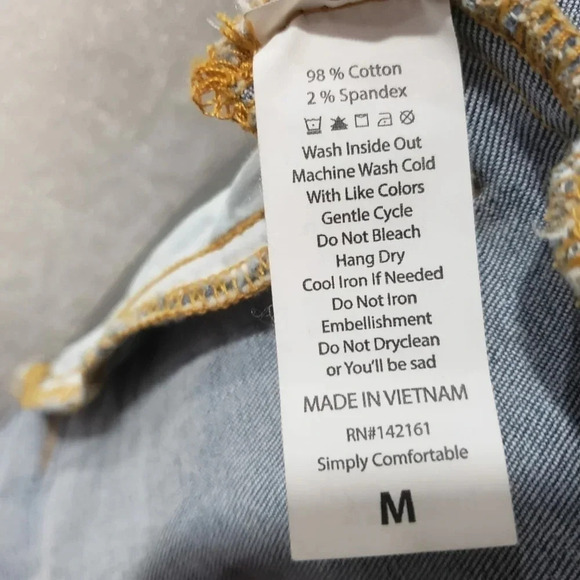 98 % Cotton
2 % Spandex
Wash Inside Out
Machine Wash Cold
With Like Colors
Gentle Cycle
Do Not Bleach
Hang Dry
Cool Iron If Needed
Do Not Iron
Embellishment
Do Not Dryclean
or You'll be sad
MADE IN VIETNAM
RN#142161
Simply Comfortable
M